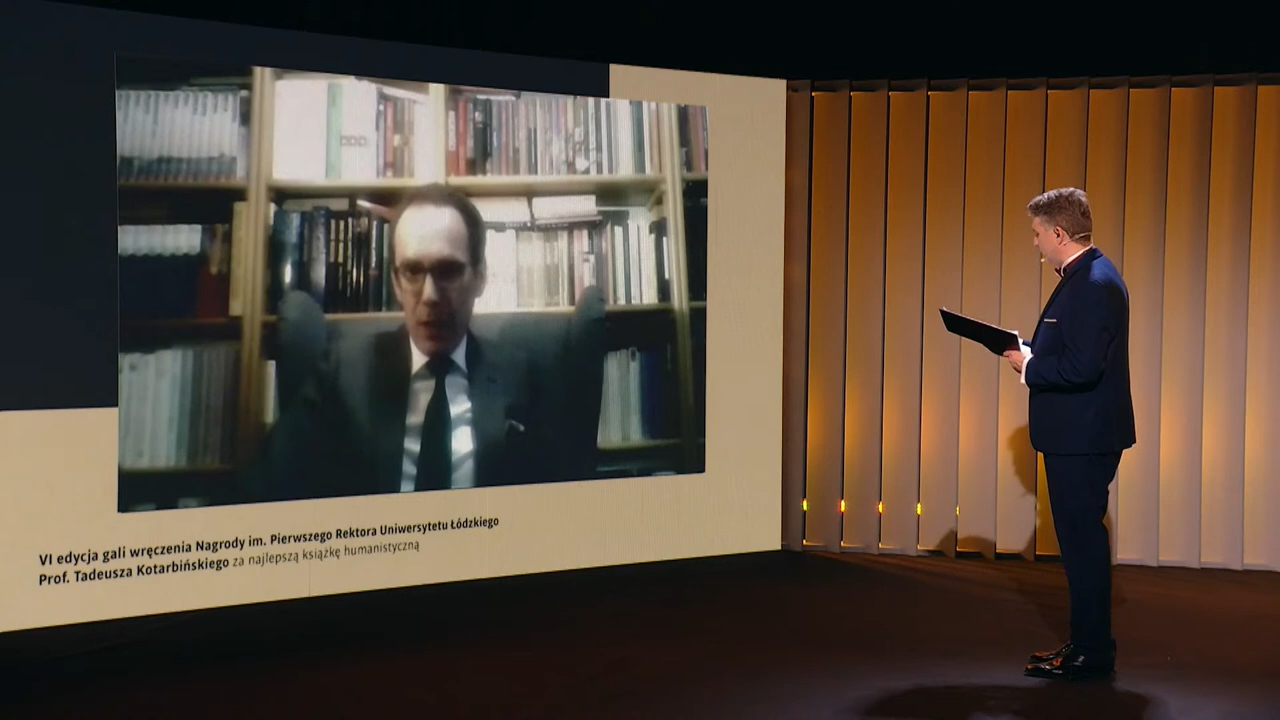 VI edycja gali wręczenia Nagrody im. Pierwszego Rektora Uniwersytetu Łódzkiego
Prof. Tadeusza Kotarbińskiego za najlepszą książkę humanistyczną